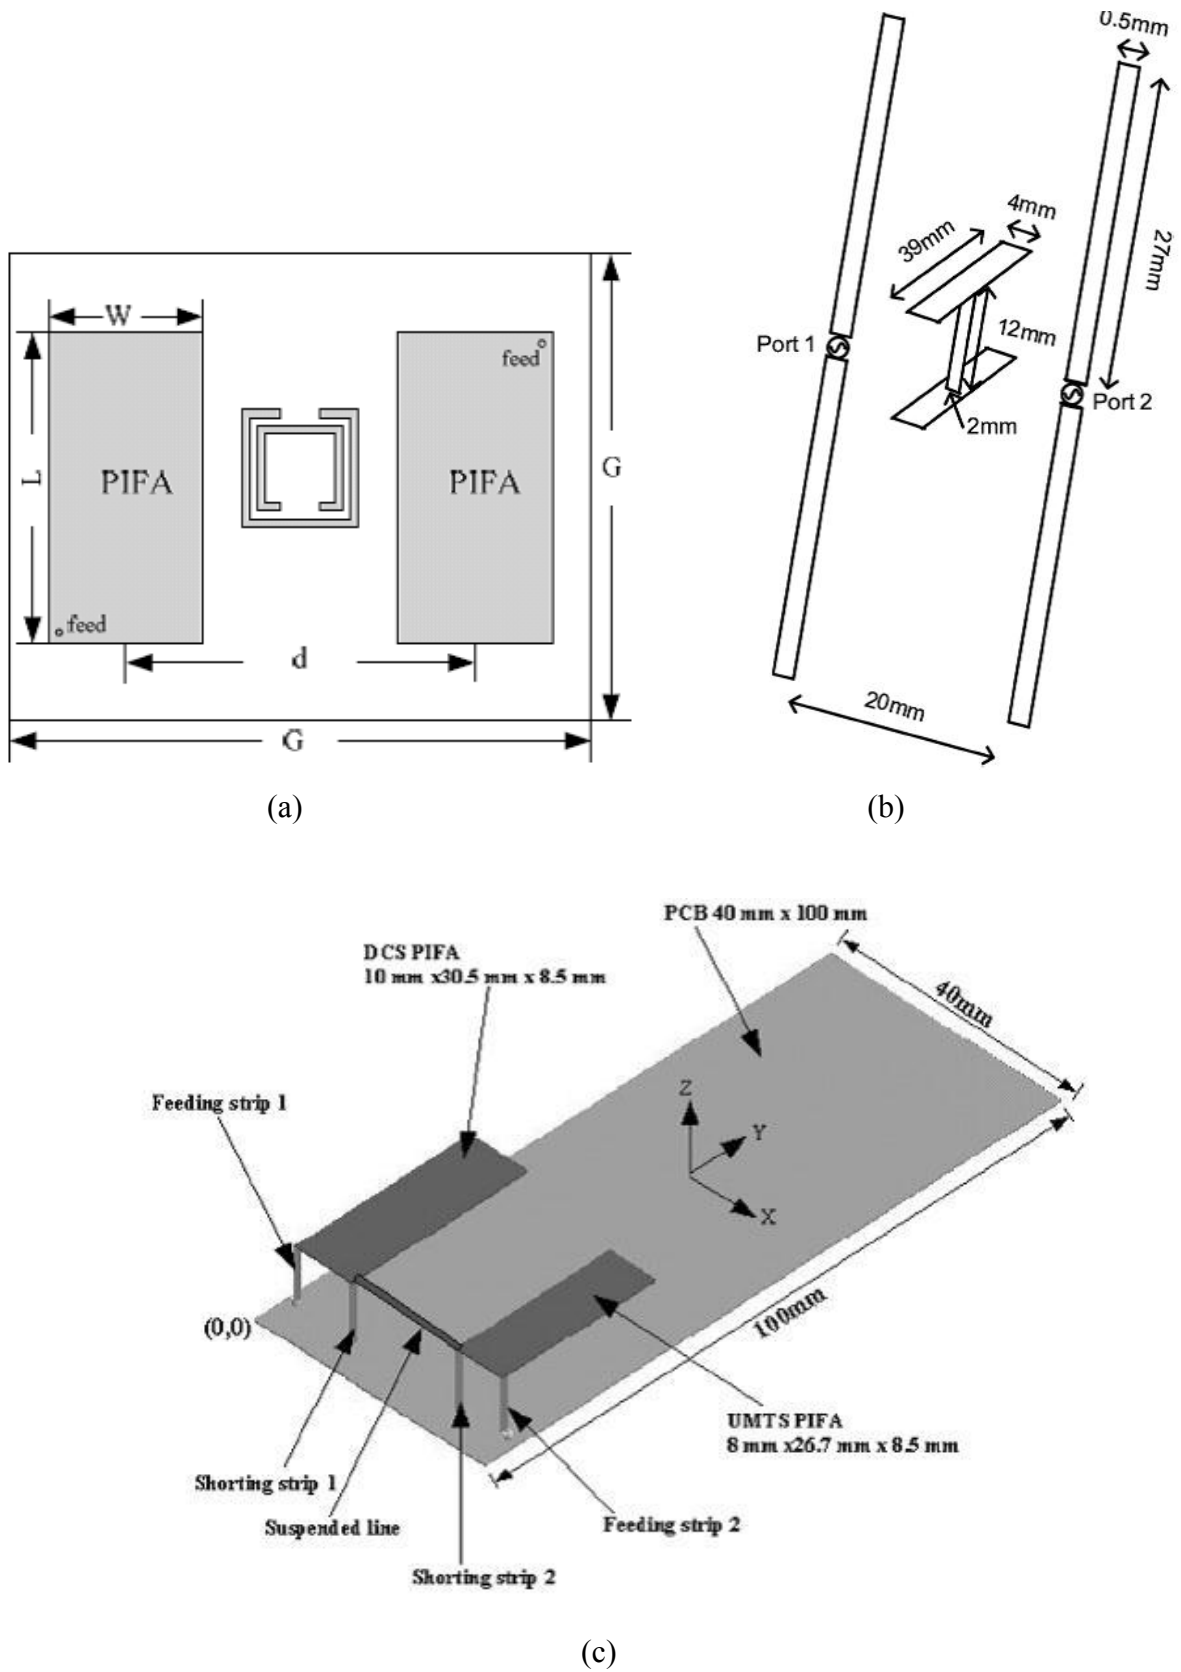 W
L
PIFA
feed
feed
PIFA
G
d
G
(a)
0.5mm
4mm
39mm
27mm
12mm
Port 1
Port 2
2mm
20mm
(b)
PCB 40 mm x 100 mm
DCS PIFA
10 mm x30.5 mm x 8.5 mm
40mm
Feeding strip 1
Z
Y
X
(0,0)
100mm
UMTS PIFA
8 mm x26.7 mm x 8.5 mm
Shorting strip 1
Suspended line
Feeding strip 2
Shorting strip 2
(c)